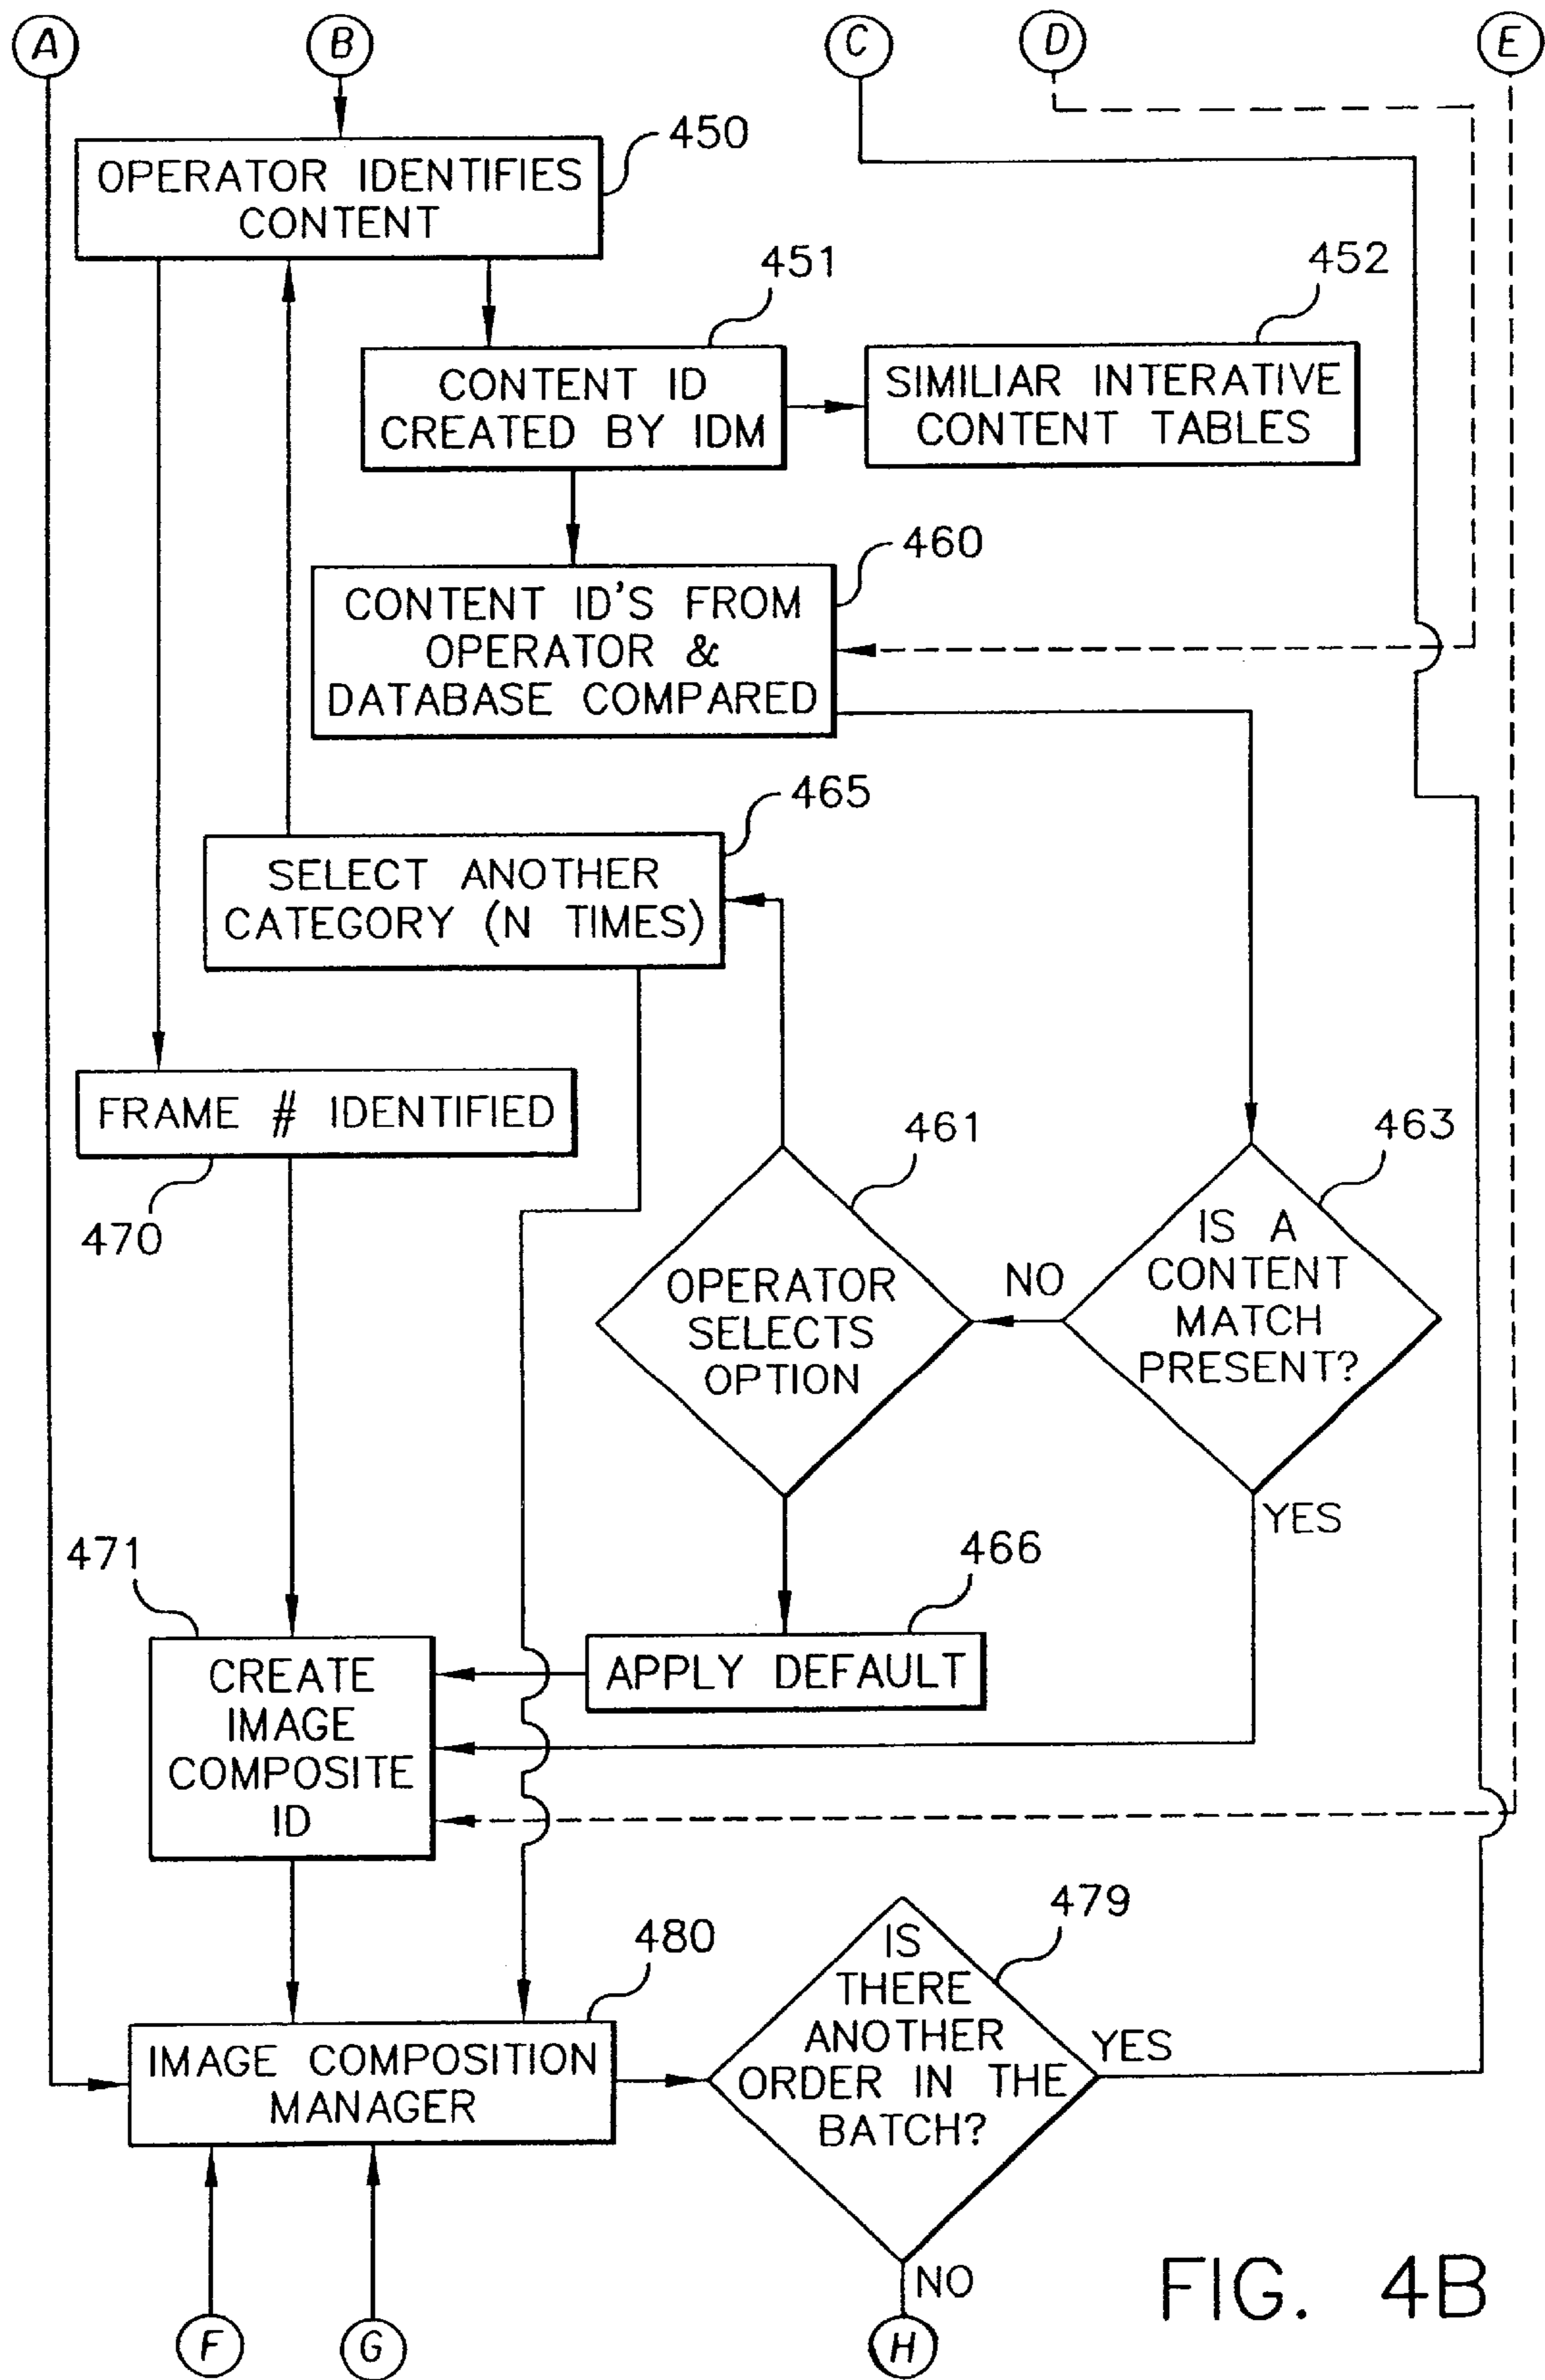 A
B
C
D
E
450
OPERATOR IDENTIFIES
CONTENT
451
452
CONTENT ID
CREATED BY IDM
SIMILIAR INTERATIVE
CONTENT TABLES
460
CONTENT ID'S FROM
OPERATOR &
DATABASE COMPARED
465
SELECT ANOTHER
CATEGORY (N TIMES)
FRAME # IDENTIFIED
470
461
463
OPERATOR
SELECTS
OPTION
NO
IS A
CONTENT
MATCH
PRESENT?
YES
471
466
CREATE
IMAGE
COMPOSITE
ID
APPLY DEFAULT
480
479
IMAGE COMPOSITION
MANAGER
IS
THERE
ANOTHER
ORDER IN THE
BATCH?
YES
NO
F
G
H
FIG. 4B